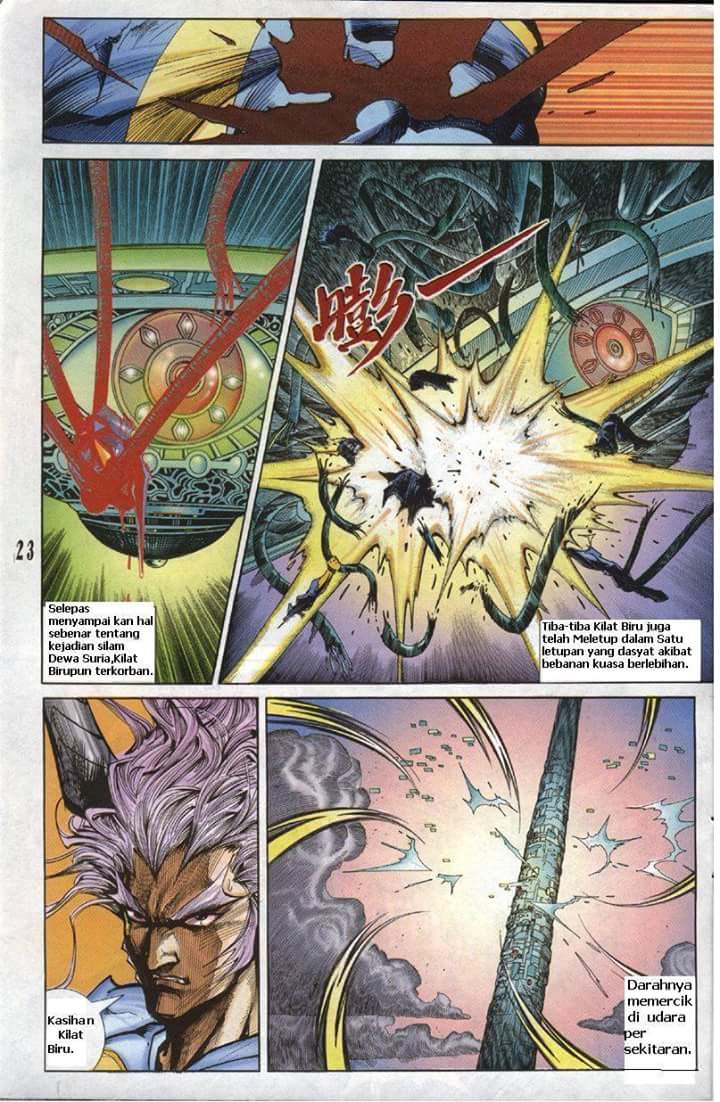 噎彡
23
Selepas
menyampai kan hal
sebenar tentang
kejadian silam
Dewa Suria,Kilat
Birupun terkorban.
Tiba-tiba Kilat Biru juga
telah Meletup dalam Satu
letupan yang dasyat akibat
bebanan kuasa berlebihan.
Kasihan
Kilat
Biru.
Darahnya
memercik
di udara
per
sekitaran.